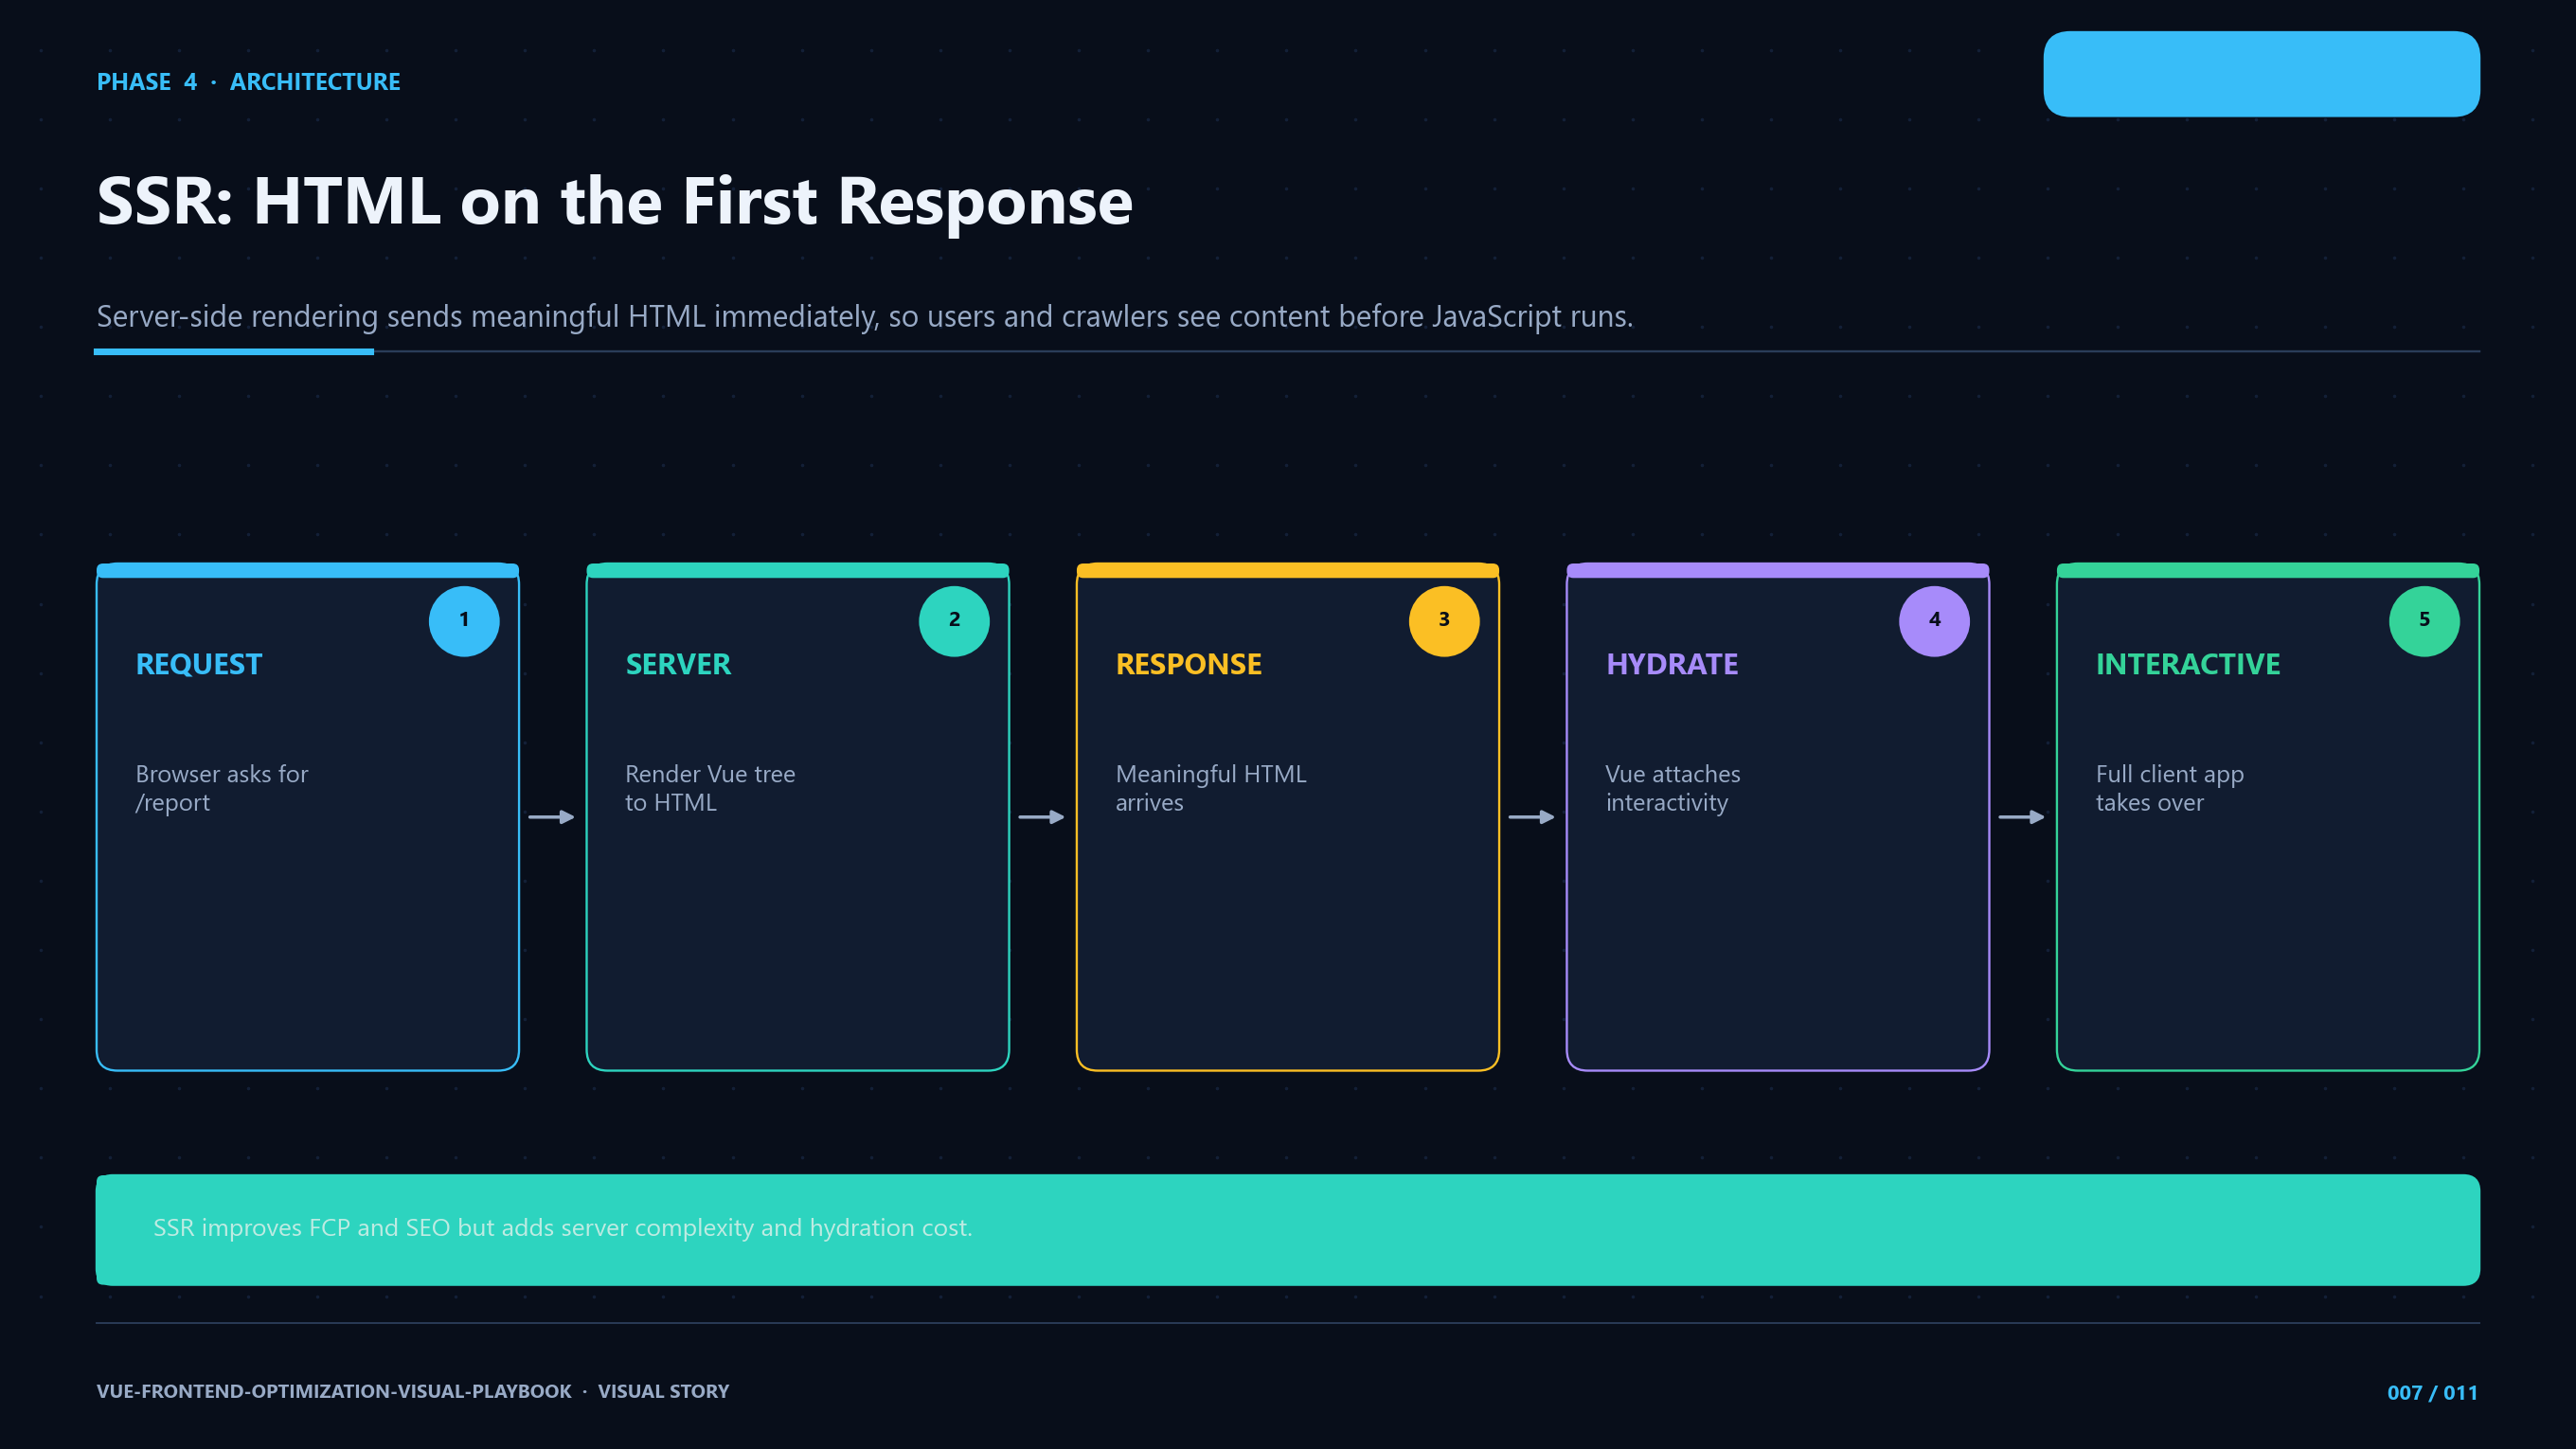 PHASE 4 · ARCHITECTURE
SSR: HTML on the First Response
Server-side rendering sends meaningful HTML immediately, so users and crawlers see content before JavaScript runs.
1
REQUEST
Browser asks for
/report
2
SERVER
Render Vue tree
to HTML
3
RESPONSE
Meaningful HTML
arrives
4
HYDRATE
Vue attaches
interactivity
5
INTERACTIVE
Full client app
takes over
SSR improves FCP and SEO but adds server complexity and hydration cost.
VUE-FRONTEND-OPTIMIZATION-VISUAL-PLAYBOOK · VISUAL STORY
007 / 011